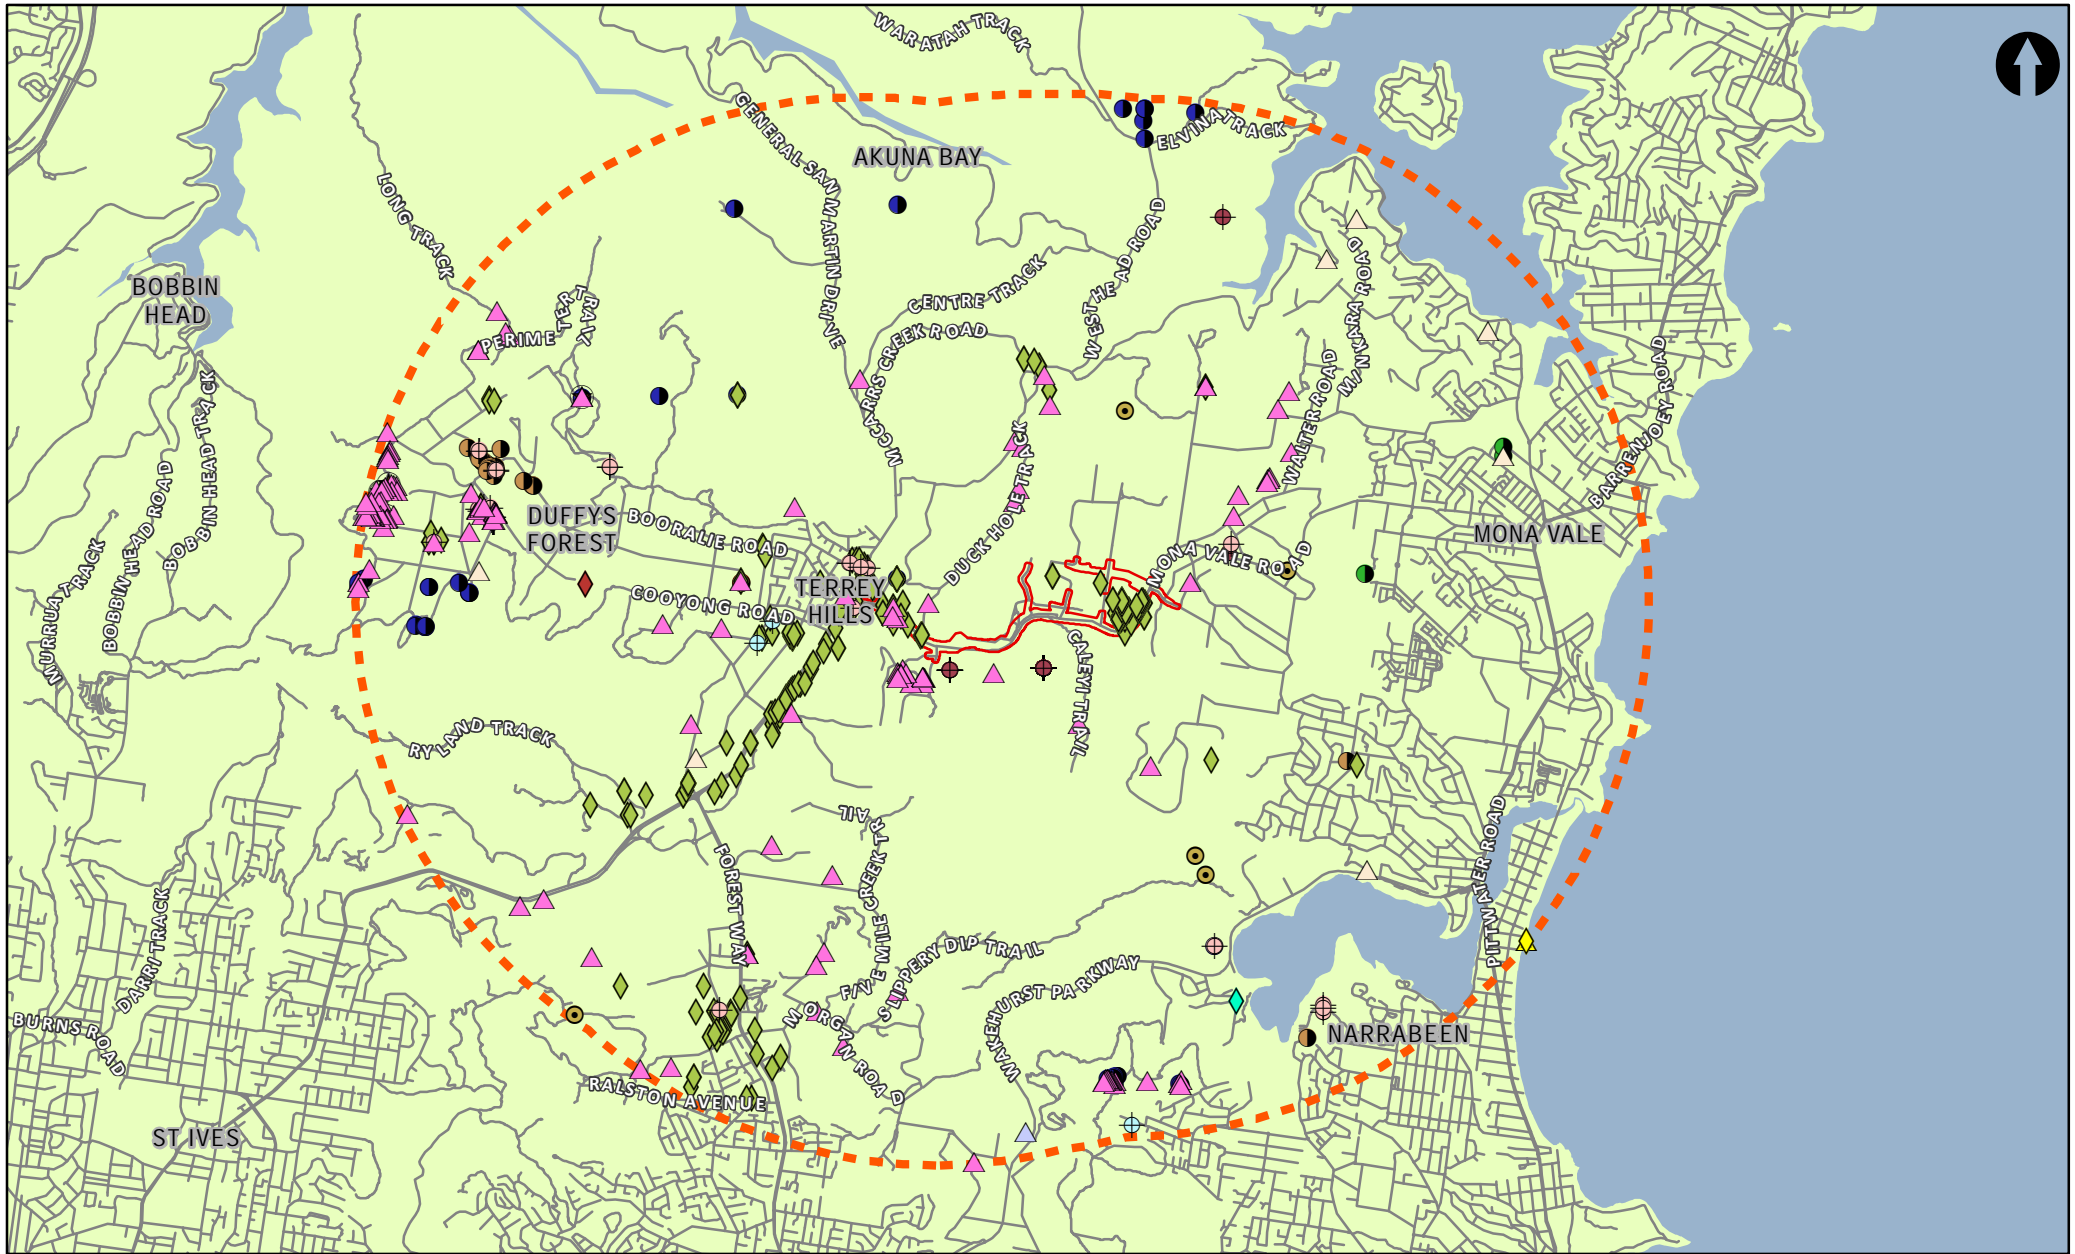 WARATAH TRACK
GENERAL SAN MARTIN DRIVE
ELVINA TRACK
AKUNA BAY
LONG TRACK
WEST HEAD ROAD
BOBBIN
HEAD
PERIMETER TRAIL
CENTRE TRACK
MCCARRS CREEK ROAD
MINKARA ROAD
WALTER ROAD
BARRENJOEY ROAD
BOBBIN HEAD TRACK
BOBBIN HEAD ROAD
MURRUA TRACK
DUFFYS
FOREST
BOORALIE ROAD
DUCK HOLE TRACK
MONA VALE
MONA VALE ROAD
TERREY
HILLS
COOYONG ROAD
CALEYI TRAIL
RYLAND TRACK
FIVE MILE CREEK TRAIL
FOREST WAY
PITTWATER ROAD
DARRI TRACK
SLIPPERY DIP TRAIL
WAKEHURST PARKWAY
MORGAN ROAD
BURNS ROAD
NARRABEEN
RALSTON AVENUE
ST IVES